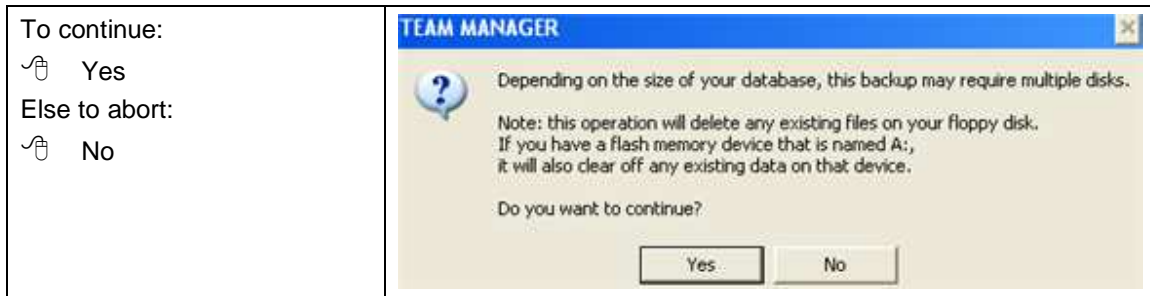 To continue:
Yes
Else to abort:
No
TEAM MANAGER
Depending on the size of your database, this backup may require multiple disks.
Note: this operation will delete any existing files on your floppy disk.
If you have a flash memory device that is named A:,
it will also clear off any existing data on that device.
Do you want to continue?
Yes
No